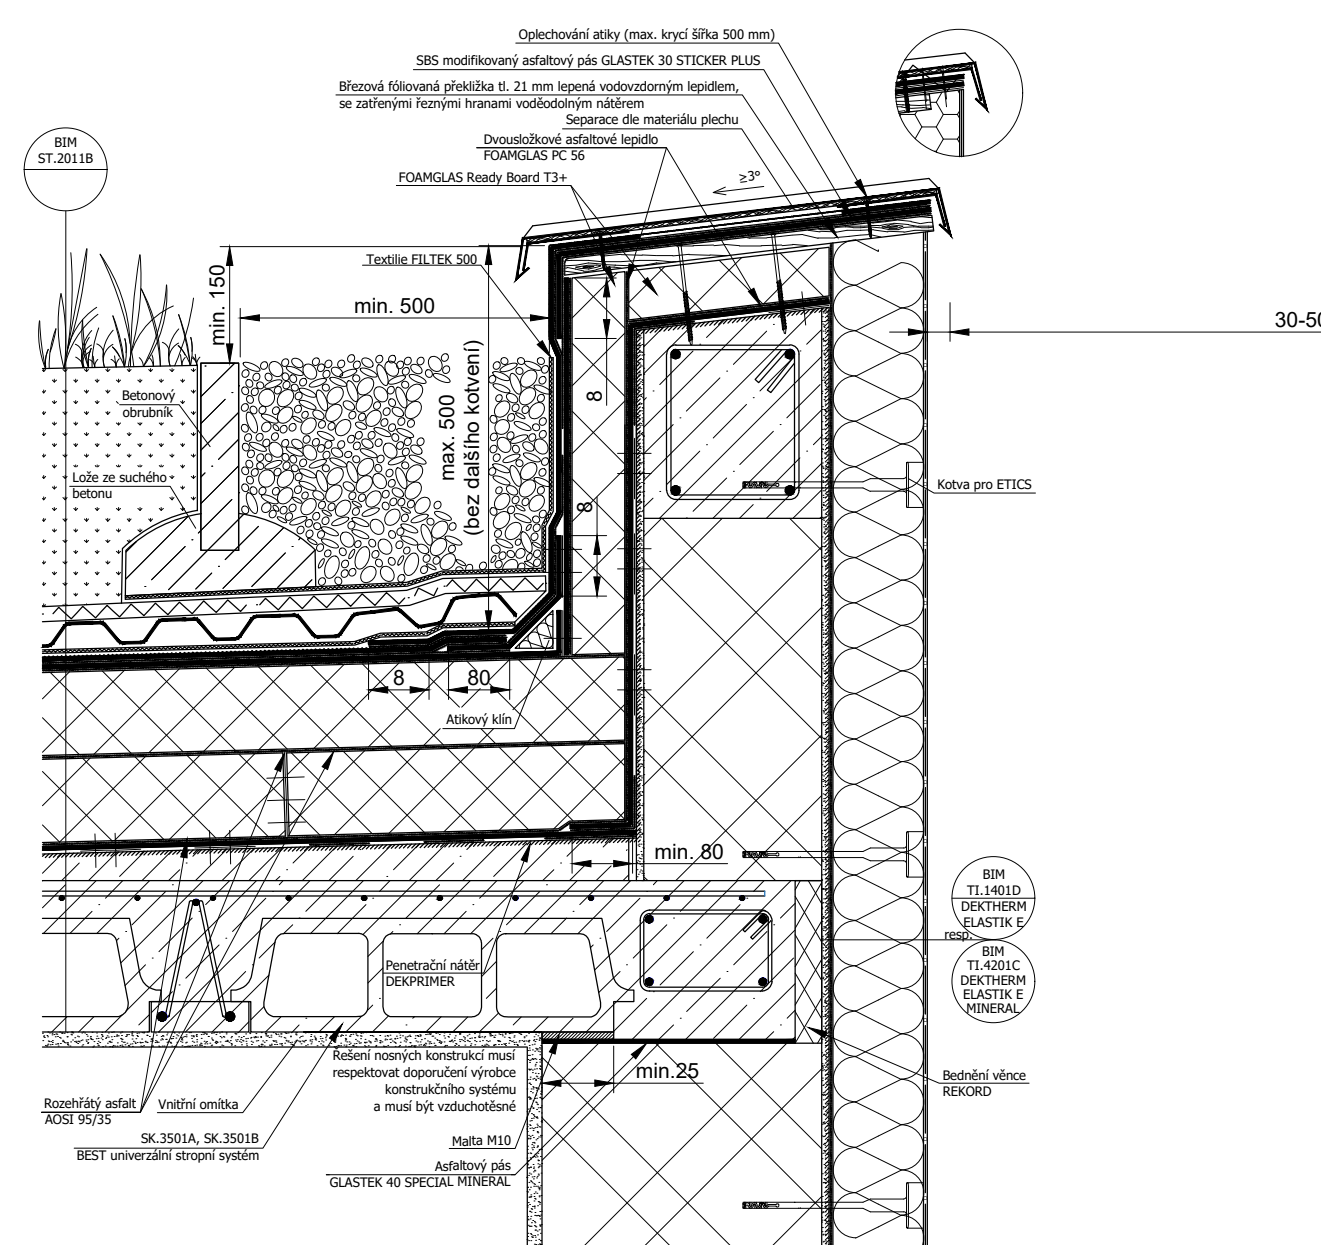 Oplechování atiky (max. krycí šířka 500 mm)
SBS modifikovaný asfaltový pás GLASTEK 30 STICKER PLUS
Březová fóliovaná překližka tl. 21 mm lepená vodovzdorným lepidlem,
se zatřenými řeznými hranami voděodolným nátěrem
Separace dle materiálu plechu
Dvousložkové asfaltové lepidlo
FOAMGLAS PC 56
FOAMGLAS Ready Board T3+
≥3°
BIM
ST.2011B
Textilie FILTEK 500
min. 150
min. 500
30-50
max. 500
(bez dalšího kotvení)
8
8
Betonový
obrubník
Lože ze suchého
betonu
Kotva pro ETICS
8
80
Atikový klín
min. 80
BIM
TI.1401D
DEKTHERM
ELASTIK E
resp.
BIM
TI.4201C
DEKTHERM
ELASTIK E
MINERAL
Penetrační nátěr
DEKPRIMER
Řešení nosných konstrukcí musí
respektovat doporučení výrobce
konstrukčního systému
a musí být vzduchotěsné
min.25
Bednění věnce
REKORD
Rozehřátý asfalt
AOSI 95/35
Vnitřní omítka
SK.3501A, SK.3501B
BEST univerzální stropní systém
Malta M10
Asfaltový pás
GLASTEK 40 SPECIAL MINERAL